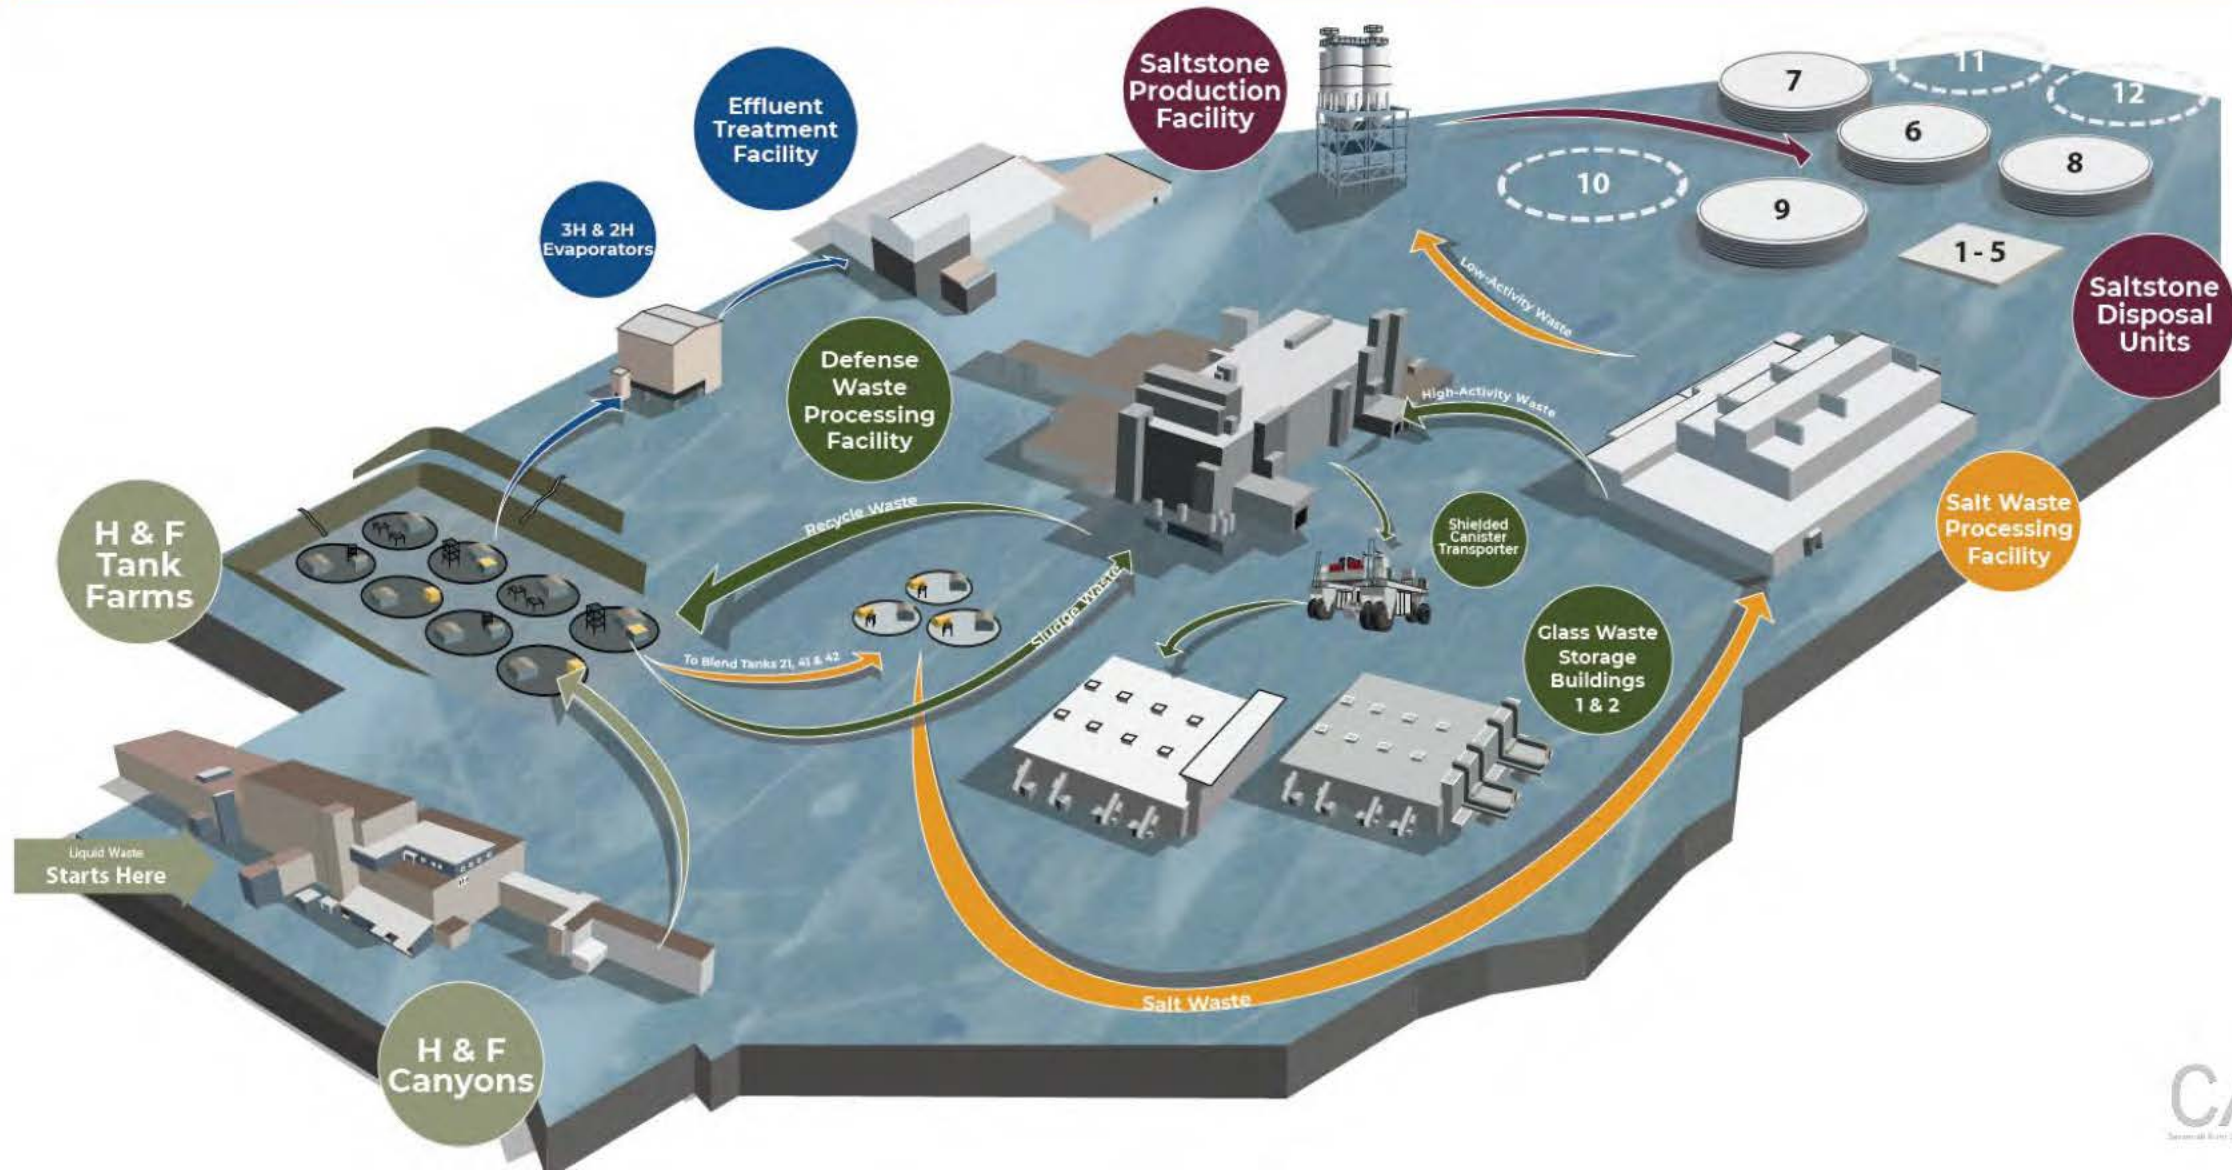 Saltstone
Production
Facility
Effluent
Treatment
Facility
3H & 2H
Evaporators
7
11
12
6
8
10
9
1 - 5
Saltstone
Disposal
Units
Low-Activity Waste
Defense
Waste
Processing
Facility
High-Activity Waste
H & F
Tank
Farms
Recycle Waste
Shielded
Canister
Transporter
Salt Waste
Processing
Facility
Sludge Waste
To Blend Tanks 21, 41 & 42
Glass Waste
Storage
Buildings
1 & 2
Liquid Waste
Starts Here
Salt Waste
H & F
Canyons